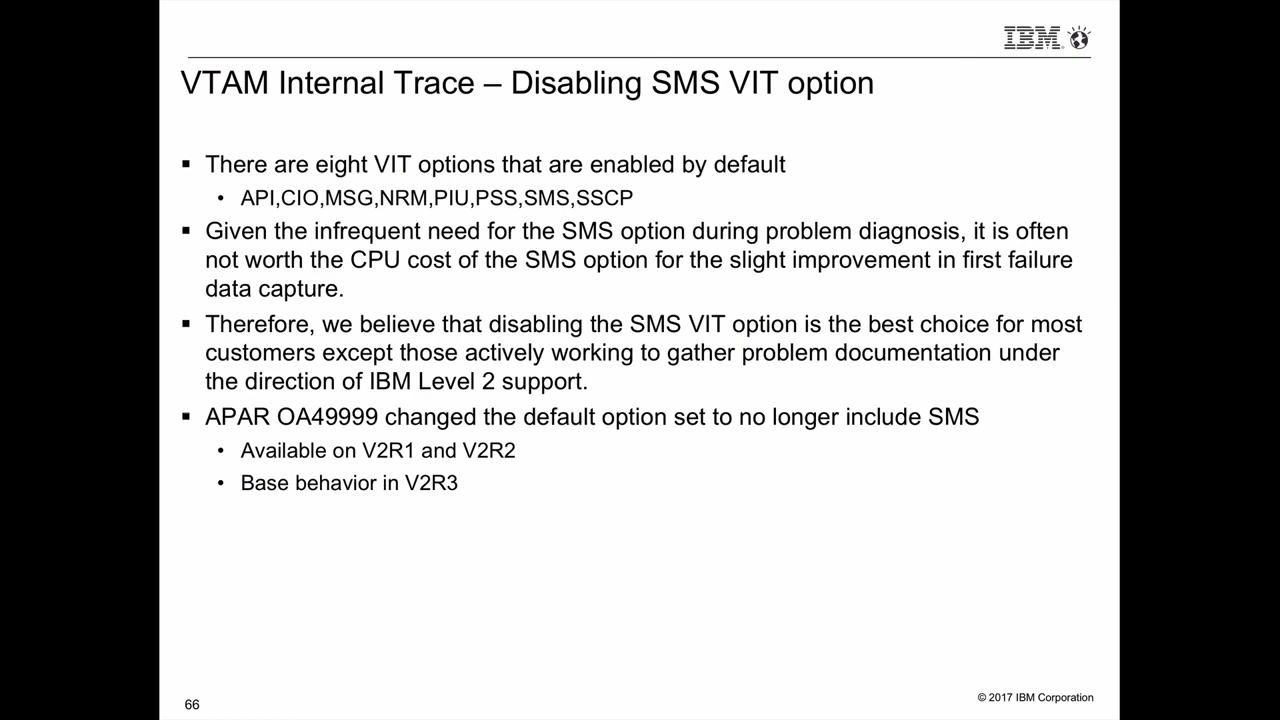 IBM
VTAM Internal Trace – Disabling SMS VIT option
▪ There are eight VIT options that are enabled by default
• API,CIO,MSG,NRM,PIU,PSS,SMS,SSCP
▪ Given the infrequent need for the SMS option during problem diagnosis, it is often
not worth the CPU cost of the SMS option for the slight improvement in first failure
data capture.
▪ Therefore, we believe that disabling the SMS VIT option is the best choice for most
customers except those actively working to gather problem documentation under
the direction of IBM Level 2 support.
▪ APAR OA49999 changed the default option set to no longer include SMS
• Available on V2R1 and V2R2
• Base behavior in V2R3
66
© 2017 IBM Corporation